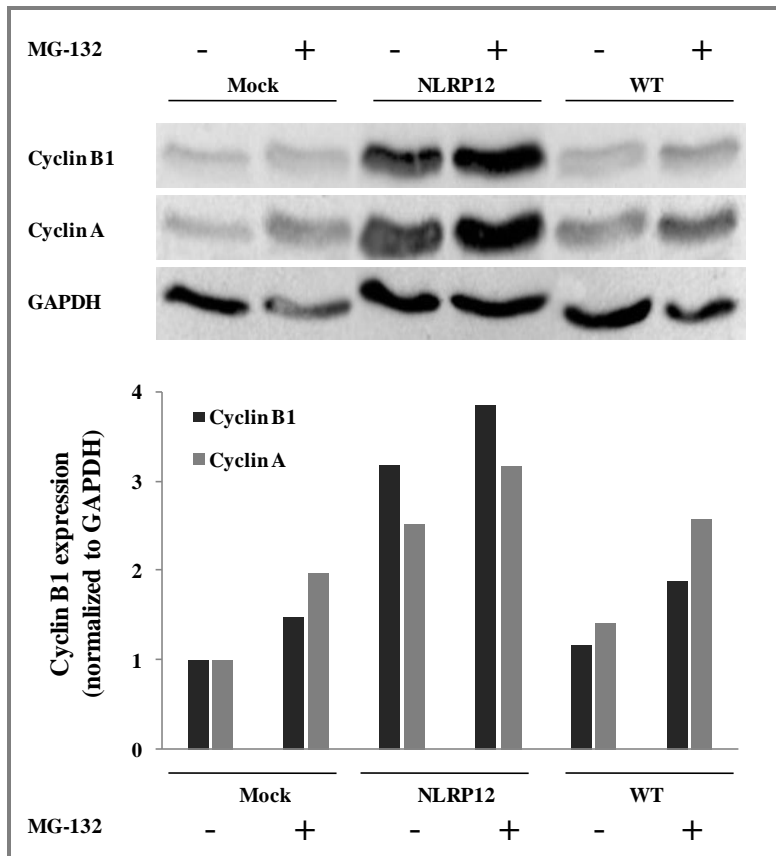 MG-132 - + - + - +
Mock NLRP12 WT
Cyclin B1
Cyclin A
GAPDH
4
3
2
1
0
Cyclin B1 expression
(normalized to GAPDH)
Cyclin B1
Cyclin A
Mock NLRP12 WT
MG-132 - + - + - +